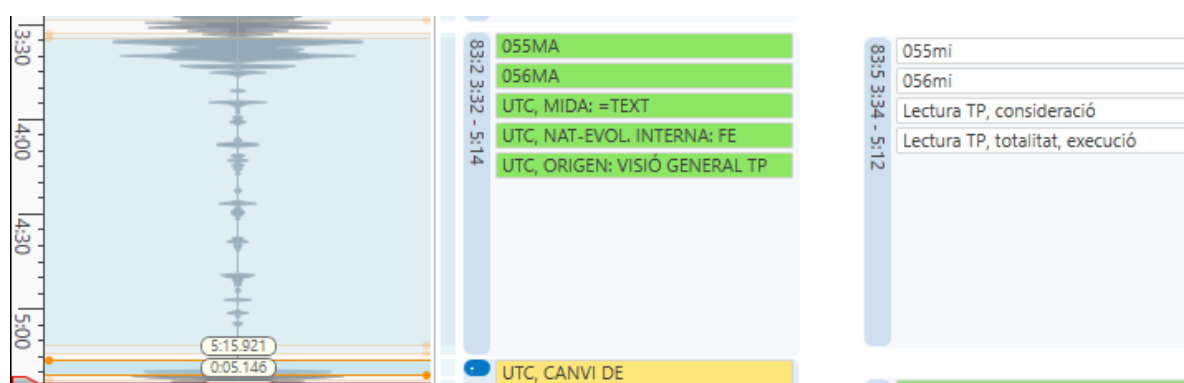 3:30
4:00
4:30
5:00
5:15.921
0:05.146
83:2 3:32 - 5:14
055MA
056MA
UTC, MIDA: =TEXT
UTC, NAT-EVOL. INTERNA: FE
UTC, ORIGEN: VISIÓ GENERAL TP
UTC, CANVI DE
83:5 3:34 - 5:12
055mi
056mi
Lectura TP, consideració
Lectura TP, totalitat, execució